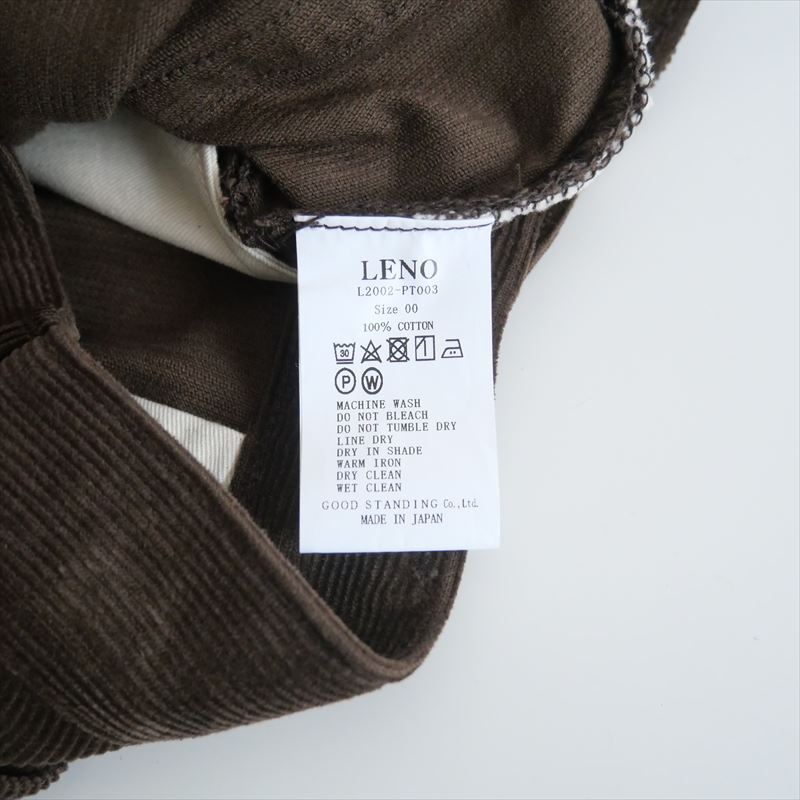 LENO
L2002-PT003
Size 00
100% COTTON
30
P W
MACHINE WASH
DO NOT BLEACH
DO NOT TUMBLE DRY
LINE DRY
DRY IN SHADE
WARM IRON
DRY CLEAN
WET CLEAN
GOOD STANDING Co.,Ltd.
MADE IN JAPAN